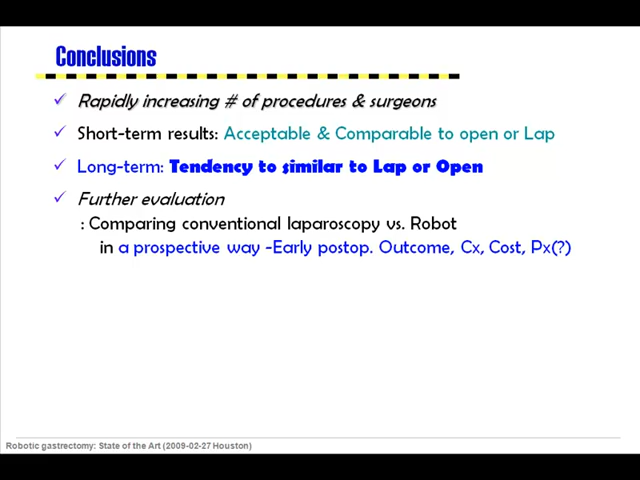 Conclusions
✓ Rapidly increasing # of procedures & surgeons
✓ Short-term results: Acceptable & Comparable to open or Lap
✓ Long-term: Tendency to similar to Lap or Open
✓ Further evaluation
: Comparing conventional laparoscopy vs. Robot
in a prospective way -Early postop. Outcome, Cx, Cost, Px(?)
Robotic gastrectomy: State of the Art (2009-02-27 Houston)